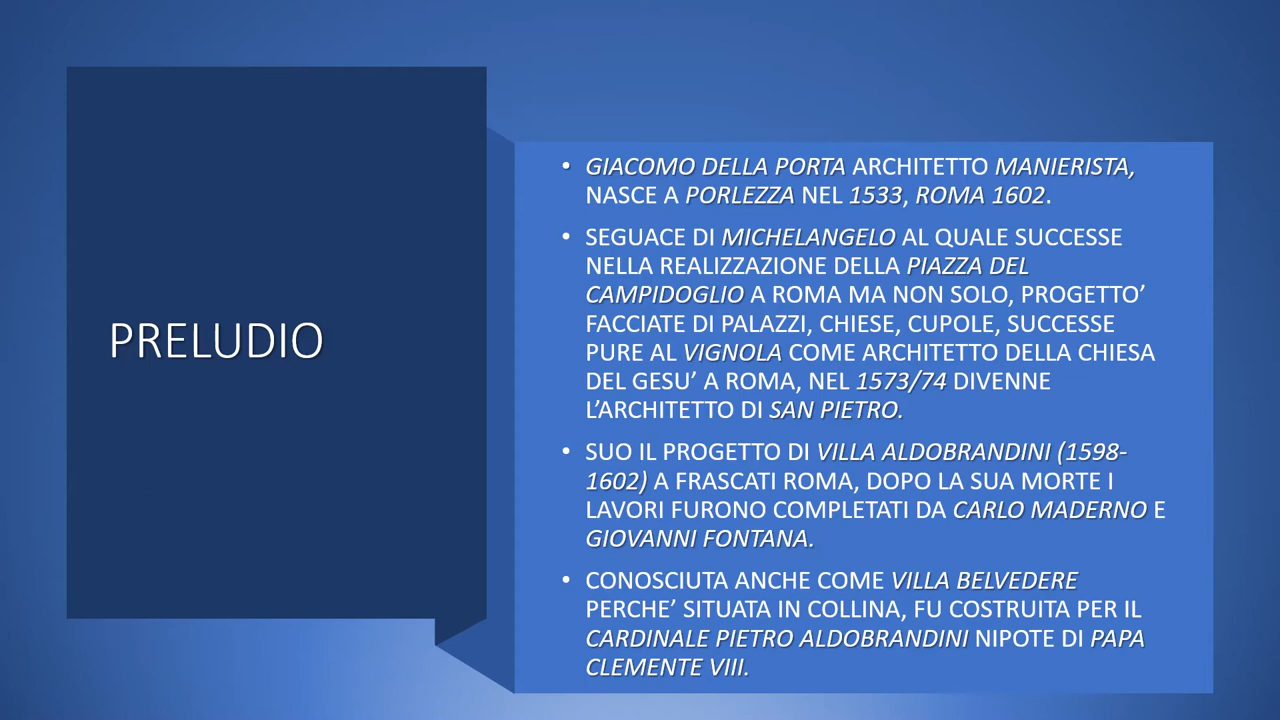 PRELUDIO
• GIACOMO DELLA PORTA ARCHITETTO MANIERISTA,
NASCE A PORLEZZA NEL 1533, ROMA 1602.
• SEGUACE DI MICHELANGELO AL QUALE SUCCESSE
NELLA REALIZZAZIONE DELLA PIAZZA DEL
CAMPIDOGLIO A ROMA MA NON SOLO, PROGETTO’
FACCIATE DI PALAZZI, CHIESE, CUPOLE, SUCCESSE
PURE AL VIGNOLA COME ARCHITETTO DELLA CHIESA
DEL GESU’ A ROMA, NEL 1573/74 DIVENNE
L’ARCHITETTO DI SAN PIETRO.
• SUO IL PROGETTO DI VILLA ALDOBRANDINI (1598-
1602) A FRASCATI ROMA, DOPO LA SUA MORTE I
LAVORI FURONO COMPLETATI DA CARLO MADERNO E
GIOVANNI FONTANA.
• CONOSCIUTA ANCHE COME VILLA BELVEDERE
PERCHE’ SITUATA IN COLLINA, FU COSTRUITA PER IL
CARDINALE PIETRO ALDOBRANDINI NIPOTE DI PAPA
CLEMENTE VIII.